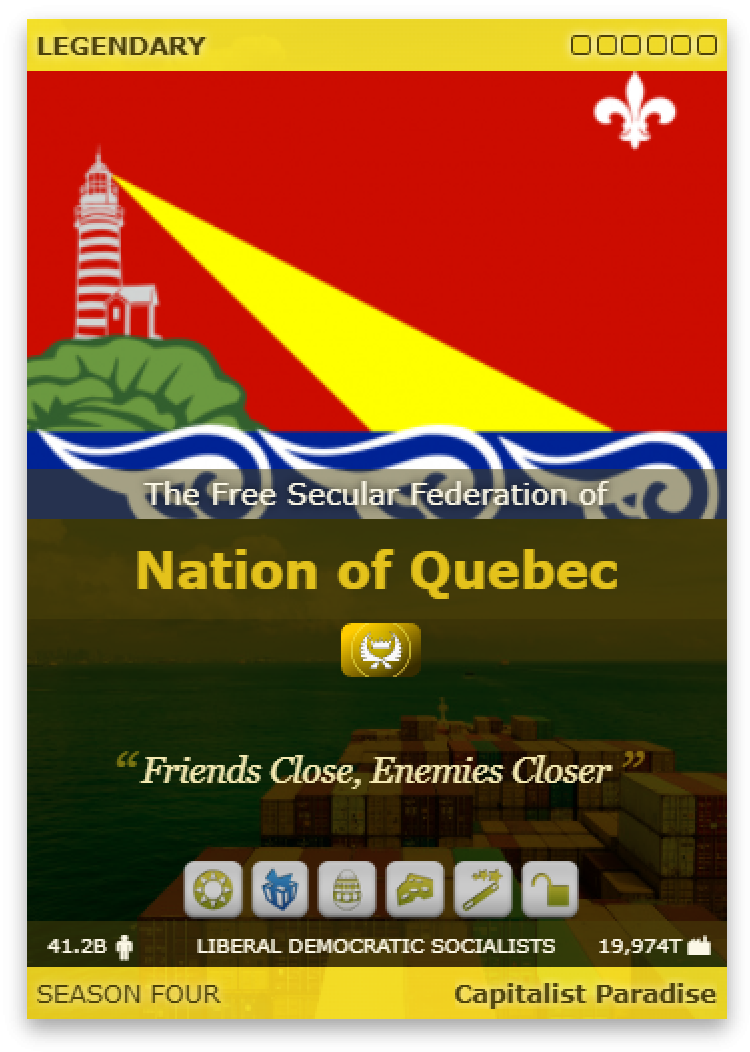 LEGENDARY
The Free Secular Federation of
Nation of Quebec
“Friends Close, Enemies Closer”
41.2B LIBERAL DEMOCRATIC SOCIALISTS 19,974T
SEASON FOUR Capitalist Paradise